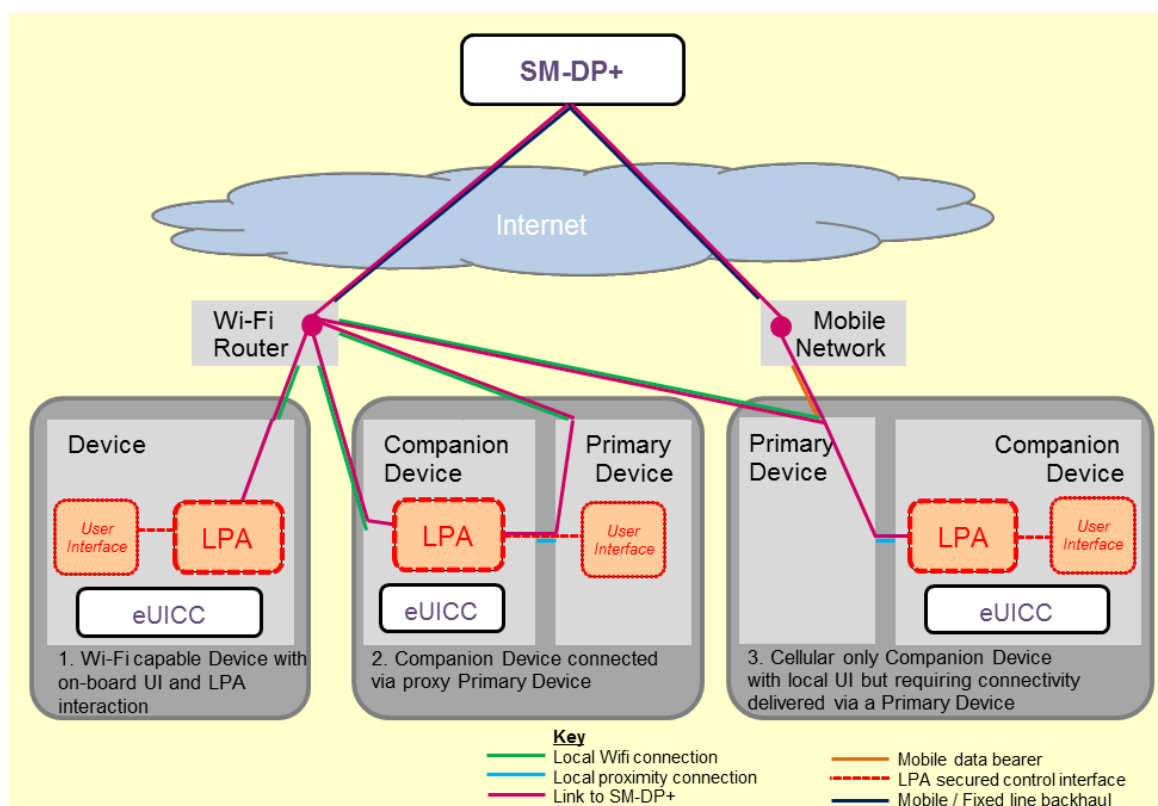 SM-DP+
Internet
Wi-Fi
Router
Mobile
Network
Device
User
Interface
LPA
eUICC
1. Wi-Fi capable Device with
on-board UI and LPA
interaction
Companion
Device
Primary
Device
LPA
User
Interface
eUICC
2. Companion Device connected
via proxy Primary Device
Primary
Device
Companion
Device
LPA
User
Interface
eUICC
3. Cellular only Companion Device
with local UI but requiring connectivity
delivered via a Primary Device
Key
Local Wifi connection
Local proximity connection
Link to SM-DP+
Mobile data bearer
LPA secured control interface
Mobile / Fixed line backhaul